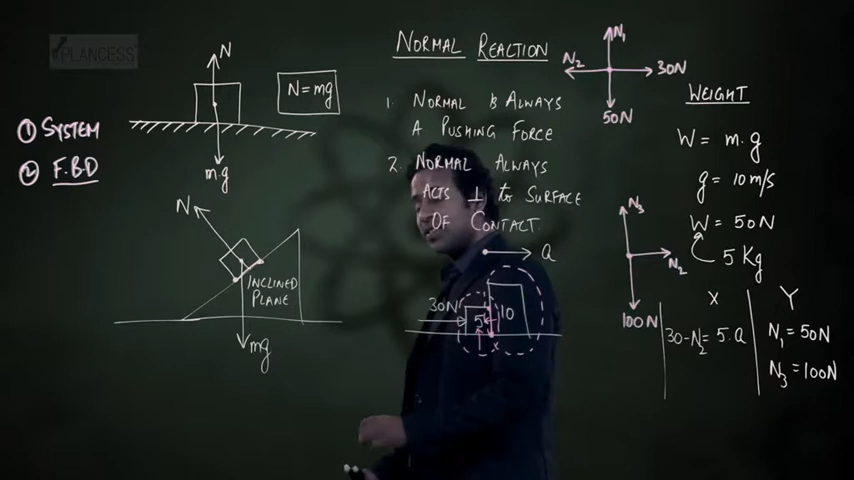 PLANCESS
① SYSTEM
② F.B.D
N
N=mg
mg
N
INCLINED
PLANE
mg
NORMAL REACTION
1. NORMAL IS ALWAYS
A PUSHING FORCE
2. NORMAL ALWAYS
ACTS ⊥ to SURFACE
OF CONTACT.
a
30N
5
10
x
N₁
N₂
30N
50N
N₃
N₂
100N
WEIGHT
W = m.g
g = 10 m/s
W = 50N
5 Kg
X
30-N₂ = 5.a
Y
N₁ = 50N
N₃ = 100N